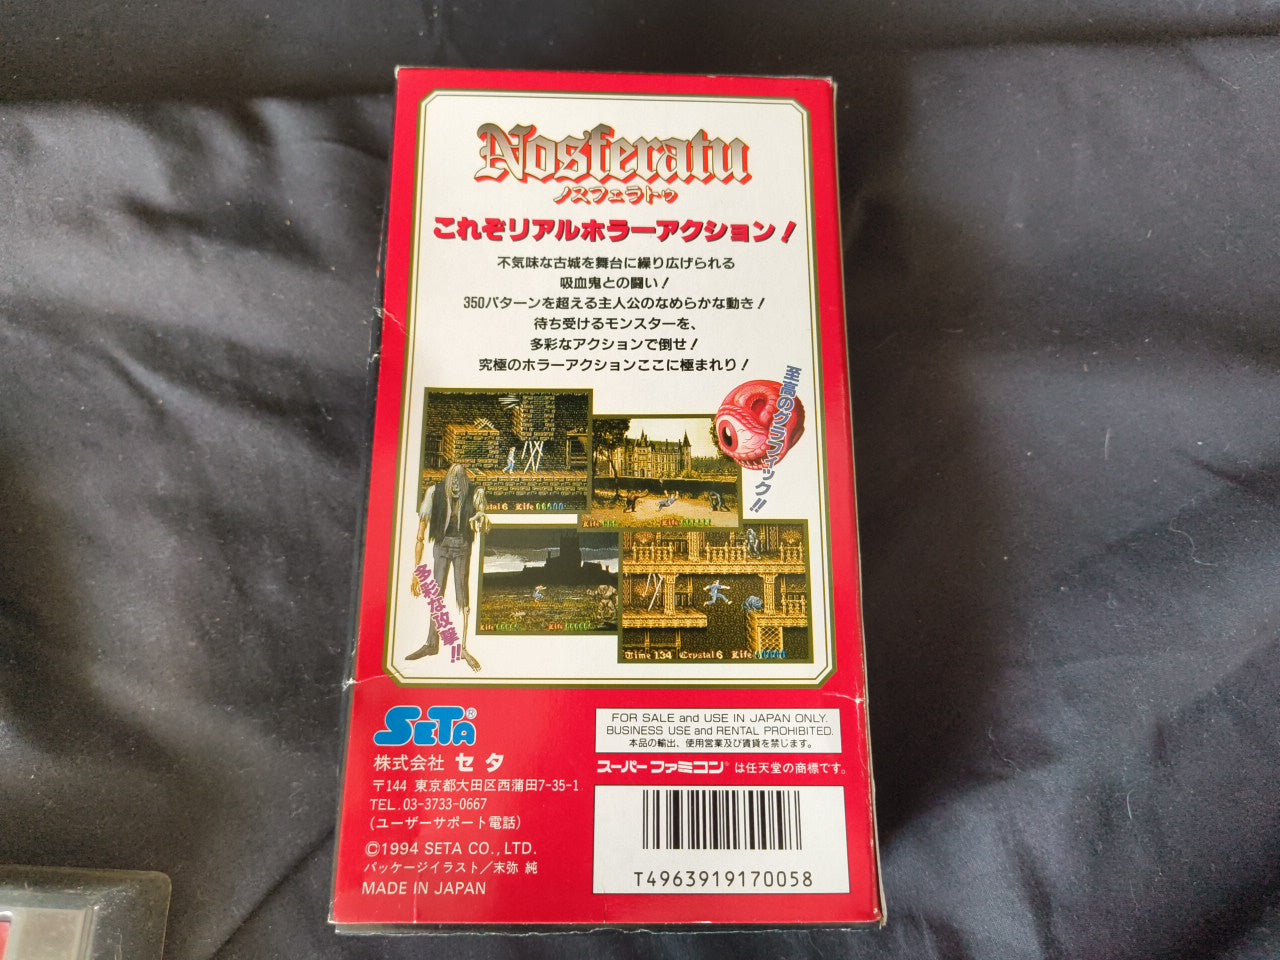 Nosferatu
ノスフェラトゥ
これぞリアルホラーアクション!
不気味な古城を舞台に繰り広げられる
吸血鬼との闘い!
350パターンを超える主人公のなめらかな動き!
待ち受けるモンスターを、
多彩なアクションで倒せ!
究極のホラーアクションここに極まれり!
至高のグラフィック!!
Life
Life
Life
Life
Life
多彩な攻撃!!
Time 134 Crystal 6 Life
SETA®
株式会社 セタ
〒144 東京都大田区西蒲田7-35-1
TEL.03-3733-0667
(ユーザーサポート電話)
©1994 SETA CO., LTD.
パッケージイラスト/末弥 純
MADE IN JAPAN
FOR SALE and USE IN JAPAN ONLY.
BUSINESS USE and RENTAL PROHIBITED.
本品の輸出、使用営業及び賃貸を禁じます。
スーパーファミコン®は任天堂の商標です。
T4963919170058